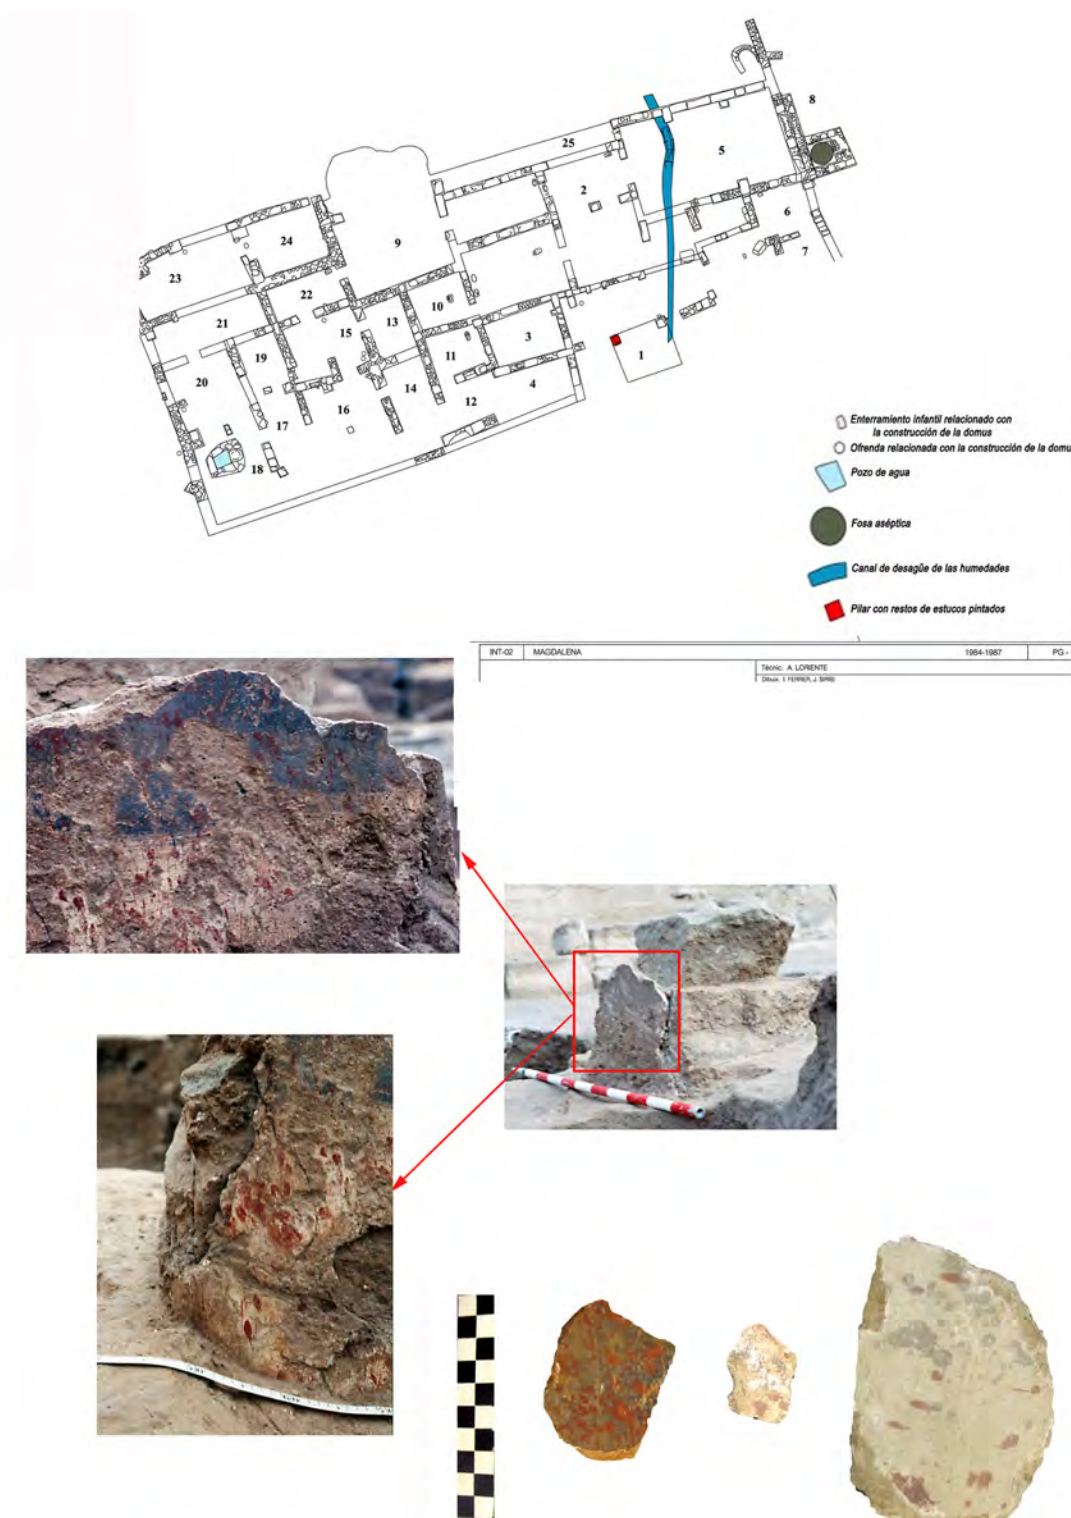 8
25
5
2
6
7
24
9
23
22
10
13
21
15
3
1
19
11
20
14
4
12
16
17
18
Enterramiento infantil relacionado con
la construcción de la domus
Ofrenda relacionada con la construcción de la domu
Pozo de agua
Fosa aséptica
Canal de desagüe de las humedades
Pilar con restos de estucos pintados
INT-02 MAGDALENA 1984-1987 PG.-
Tècnic: A. LORIENTE
Dibuix: I. FERRER, J.